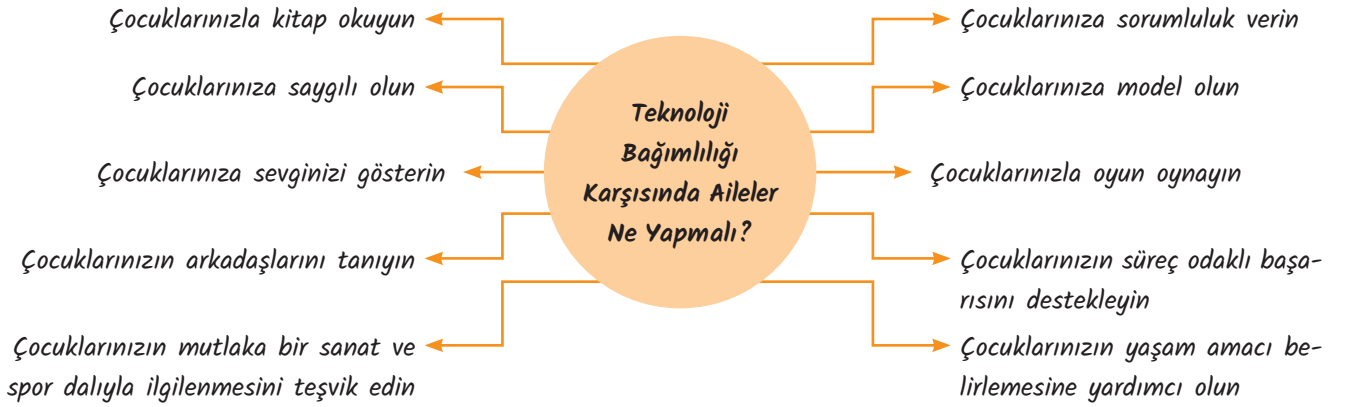 Çocuklarınızla kitap okuyun
Çocuklarınıza saygılı olun
Çocuklarınıza sevginizi gösterin
Çocuklarınızın arkadaşlarını tanıyın
Çocuklarınızın mutlaka bir sanat ve
spor dalıyla ilgilenmesini teşvik edin
Teknoloji
Bağımlılığı
Karşısında Aileler
Ne Yapmalı?
Çocuklarınıza sorumluluk verin
Çocuklarınıza model olun
Çocuklarınızla oyun oynayın
Çocuklarınızın süreç odaklı başa-
rısını destekleyin
Çocuklarınızın yaşam amacı be-
lirlemesine yardımcı olun